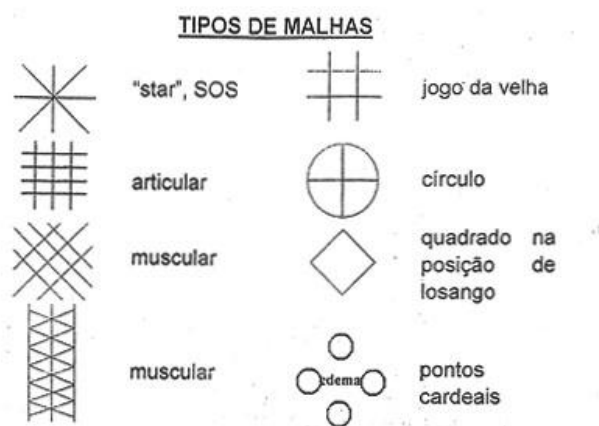 TIPOS DE MALHAS
"star", SOS
jogo da velha
articular
círculo
muscular
quadrado na
posição de
losango
muscular
edema
pontos
cardeais